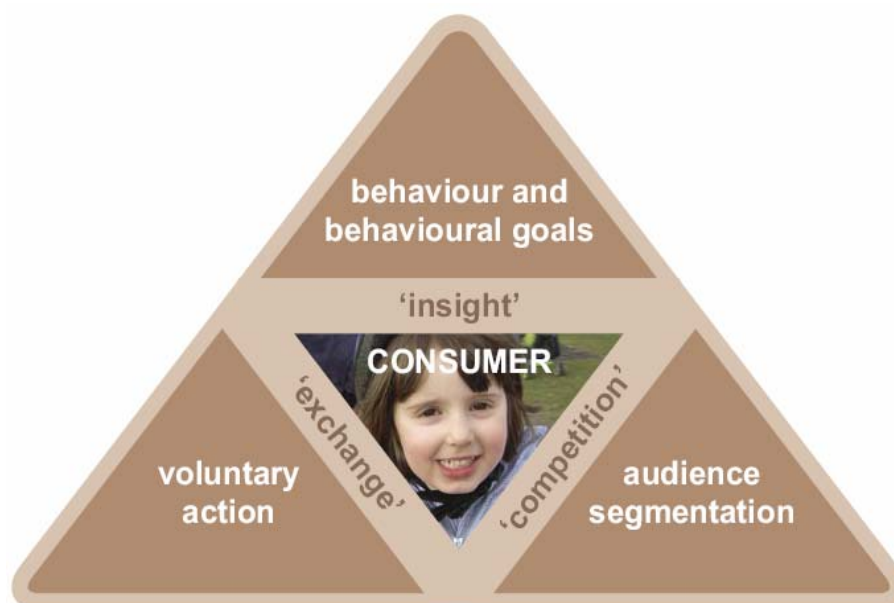 behaviour and
behavioural goals
‘insight’
CONSUMER
‘exchange’
‘competition’
voluntary
action
audience
segmentation